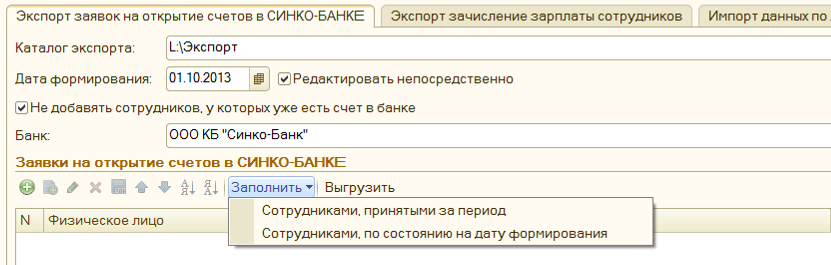 Экспорт заявок на открытие счетов в СИНКО-БАНКЕ Экспорт зачисление зарплаты сотрудников Импорт данных по
Каталог экспорта: L:\Экспорт
Дата формирования: 01.10.2013 Редактировать непосредственно
Не добавять сотрудников, у которых уже есть счет в банке
Банк: ООО КБ "Синко-Банк"
Заявки на открытие счетов в СИНКО-БАНКЕ
Заполнить Выгрузить
Сотрудниками, принятыми за период
N Физическое лицо
Сотрудниками, по состоянию на дату формирования